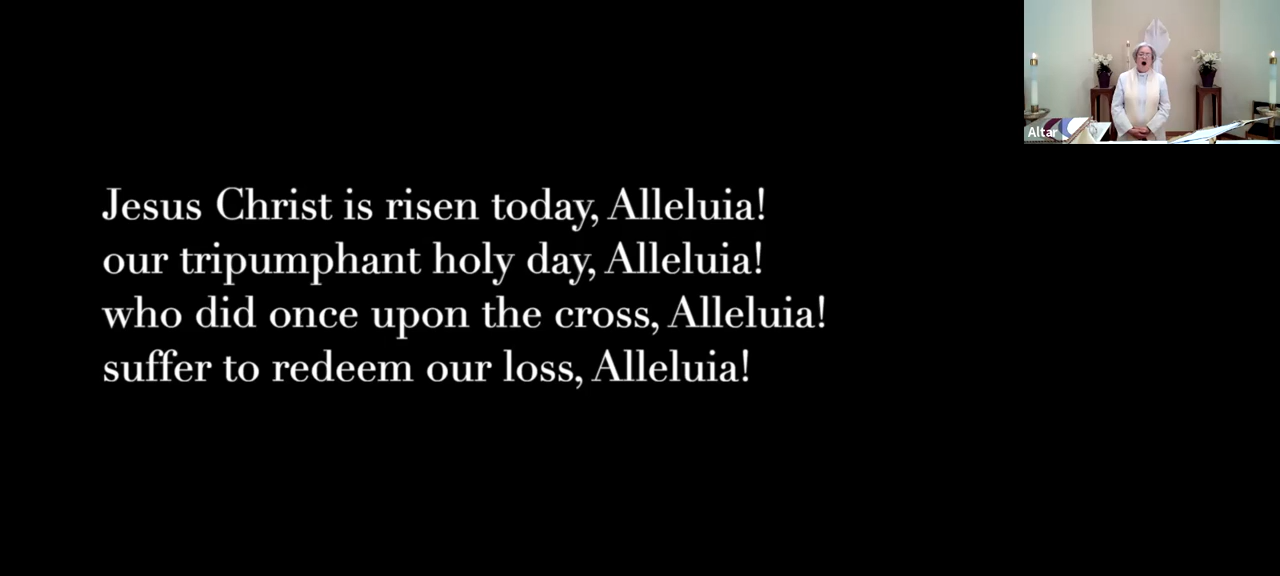 Altar
Jesus Christ is risen today, Alleluia!
our tripumphant holy day, Alleluia!
who did once upon the cross, Alleluia!
suffer to redeem our loss, Alleluia!